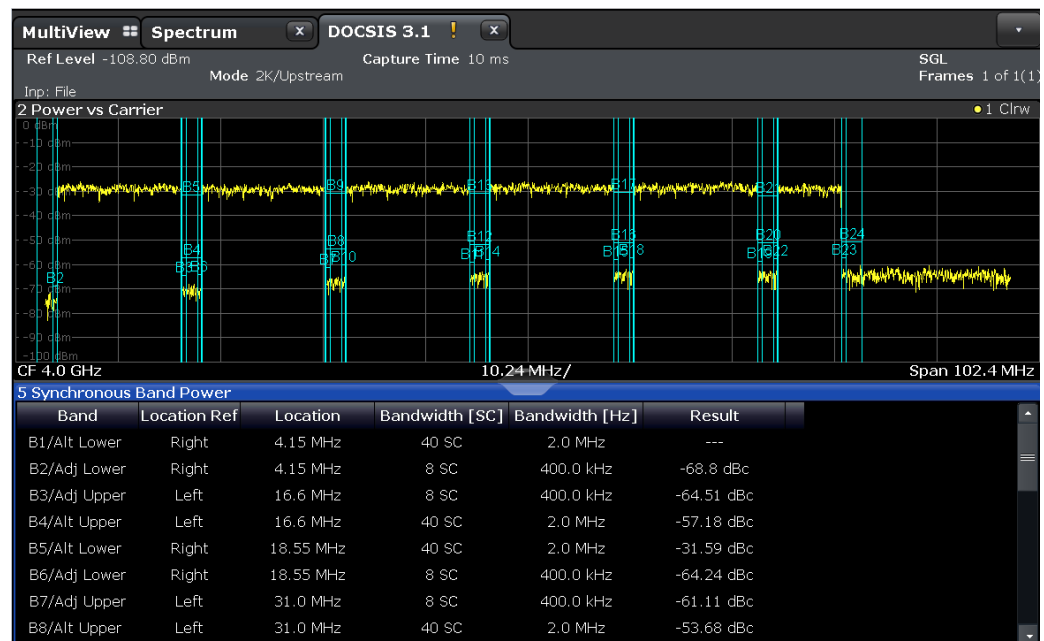 MultiView Spectrum x DOCSIS 3.1 ! x
Ref Level -108.80 dBm Capture Time 10 ms SGL
Mode 2K/Upstream Frames 1 of 1(1)
Inp: File
2 Power vs Carrier 1 Clrw
0 dBm
-10 dBm
-20 dBm
B5 B9 B13 B17 B21
-30 dBm
-40 dBm
B12 B16 B20 B24
-50 dBm B8
B4 B23
-60 dBm
B2
-70 dBm
-80 dBm
-90 dBm
-100 dBm
CF 4.0 GHz 10.24 MHz/ Span 102.4 MHz
5 Synchronous Band Power
Band Location Ref Location Bandwidth [SC] Bandwidth [Hz] Result
B1/Alt Lower Right 4.15 MHz 40 SC 2.0 MHz ---
B2/Adj Lower Right 4.15 MHz 8 SC 400.0 kHz -68.8 dBc
B3/Adj Upper Left 16.6 MHz 8 SC 400.0 kHz -64.51 dBc
B4/Alt Upper Left 16.6 MHz 40 SC 2.0 MHz -57.18 dBc
B5/Alt Lower Right 18.55 MHz 40 SC 2.0 MHz -31.59 dBc
B6/Adj Lower Right 18.55 MHz 8 SC 400.0 kHz -64.24 dBc
B7/Adj Upper Left 31.0 MHz 8 SC 400.0 kHz -61.11 dBc
B8/Alt Upper Left 31.0 MHz 40 SC 2.0 MHz -53.68 dBc